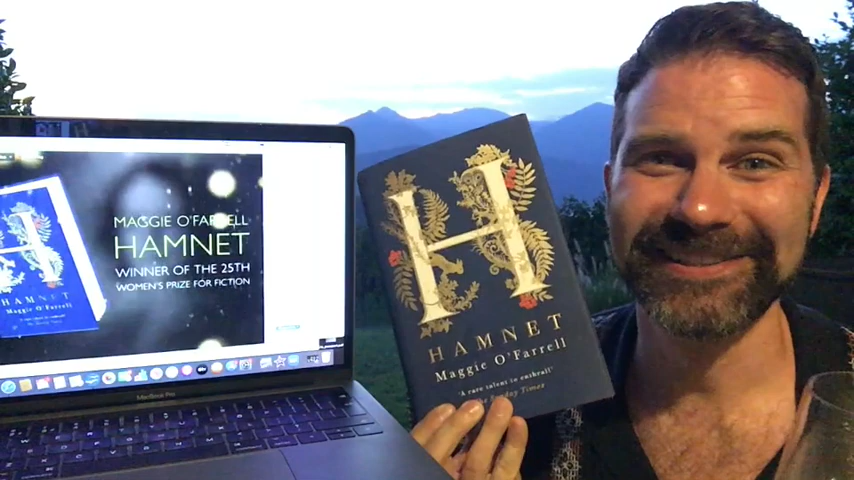 MAGGIE O'FARRELL
HAMNET
WINNER OF THE 25TH
WOMEN'S PRIZE FOR FICTION
H
HAMNET
Maggie O'Farrell
MacBook Pro
H
HAMNET
Maggie O'Farrell
'A rare talent to enthrall'
The Sunday Times